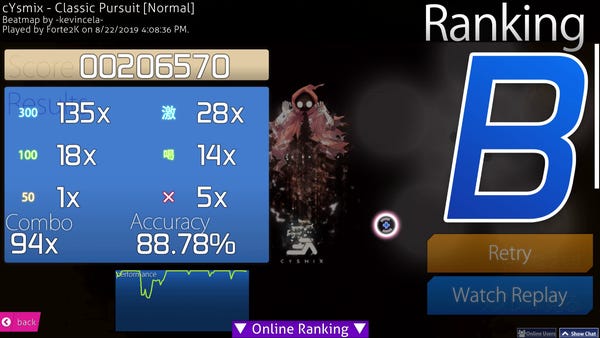 cYsmix - Classic Pursuit [Normal]
Beatmap by -kevincela-
Played by Forte2K on 8/22/2019 4:08:36 PM.
Ranking
Score 00206570
Results
300 135x 激 28x
100 18x 喝 14x
50 1x 5x
Combo Accuracy
94x 88.78%
B
CYSMIX
Retry
Watch Replay
performance
back
▼ Online Ranking ▼
Online Users
Show Chat